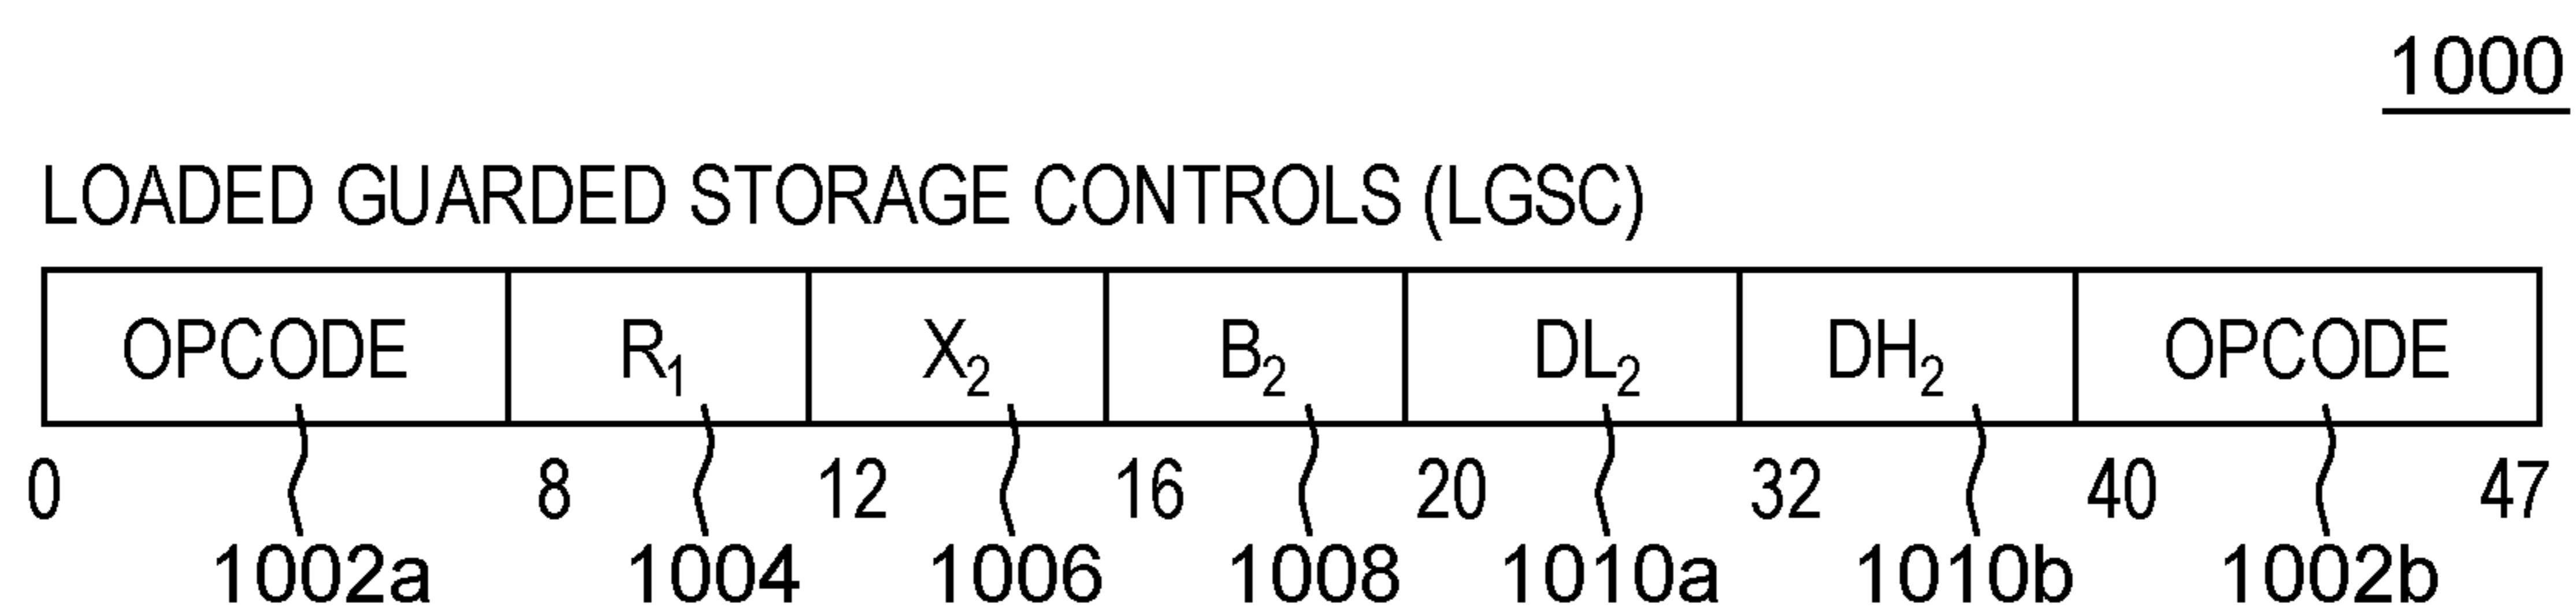 1000
LOADED GUARDED STORAGE CONTROLS (LGSC)
OPCODE R₁ X₂ B₂ DL₂ DH₂ OPCODE
0 8 12 16 20 32 40 47
1002a 1004 1006 1008 1010a 1010b 1002b